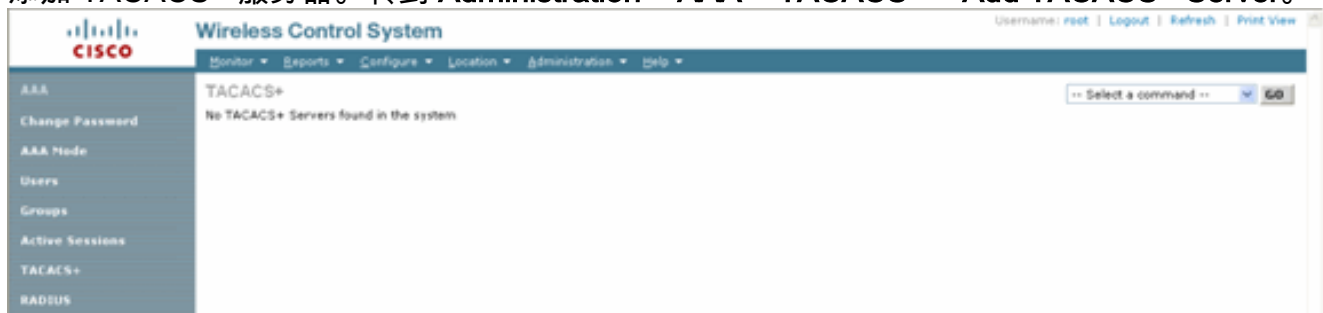 CISCO
Wireless Control System
Username: root | Logout | Refresh | Print View
Monitor Reports Configure Location Administration Help
AAA
Change Password
AAA Mode
Users
Groups
Active Sessions
TACACS+
RADIUS
TACACS+
-- Select a command -- GO
No TACACS+ Servers found in the system